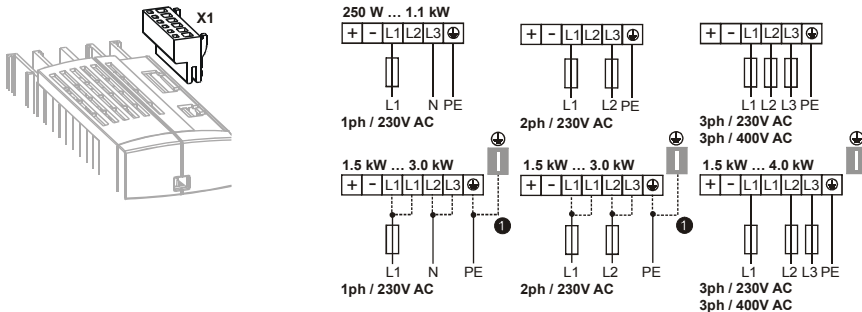 X1
250 W ... 1.1 kW
+ - L1 L2 L3
L1 N PE
1ph / 230V AC
+ - L1 L2 L3
L1 L2 PE
2ph / 230V AC
+ - L1 L2 L3
L1 L2 L3 PE
3ph / 230V AC
3ph / 400V AC
1.5 kW ... 3.0 kW
+ - L1 L1 L2 L3
1
L1 N PE
1ph / 230V AC
1.5 kW ... 3.0 kW
+ - L1 L1 L2 L3
1
L1 L2 PE
2ph / 230V AC
1.5 kW ... 4.0 kW
+ - L1 L1 L2 L3
L1 L2 L3 PE
3ph / 230V AC
3ph / 400V AC